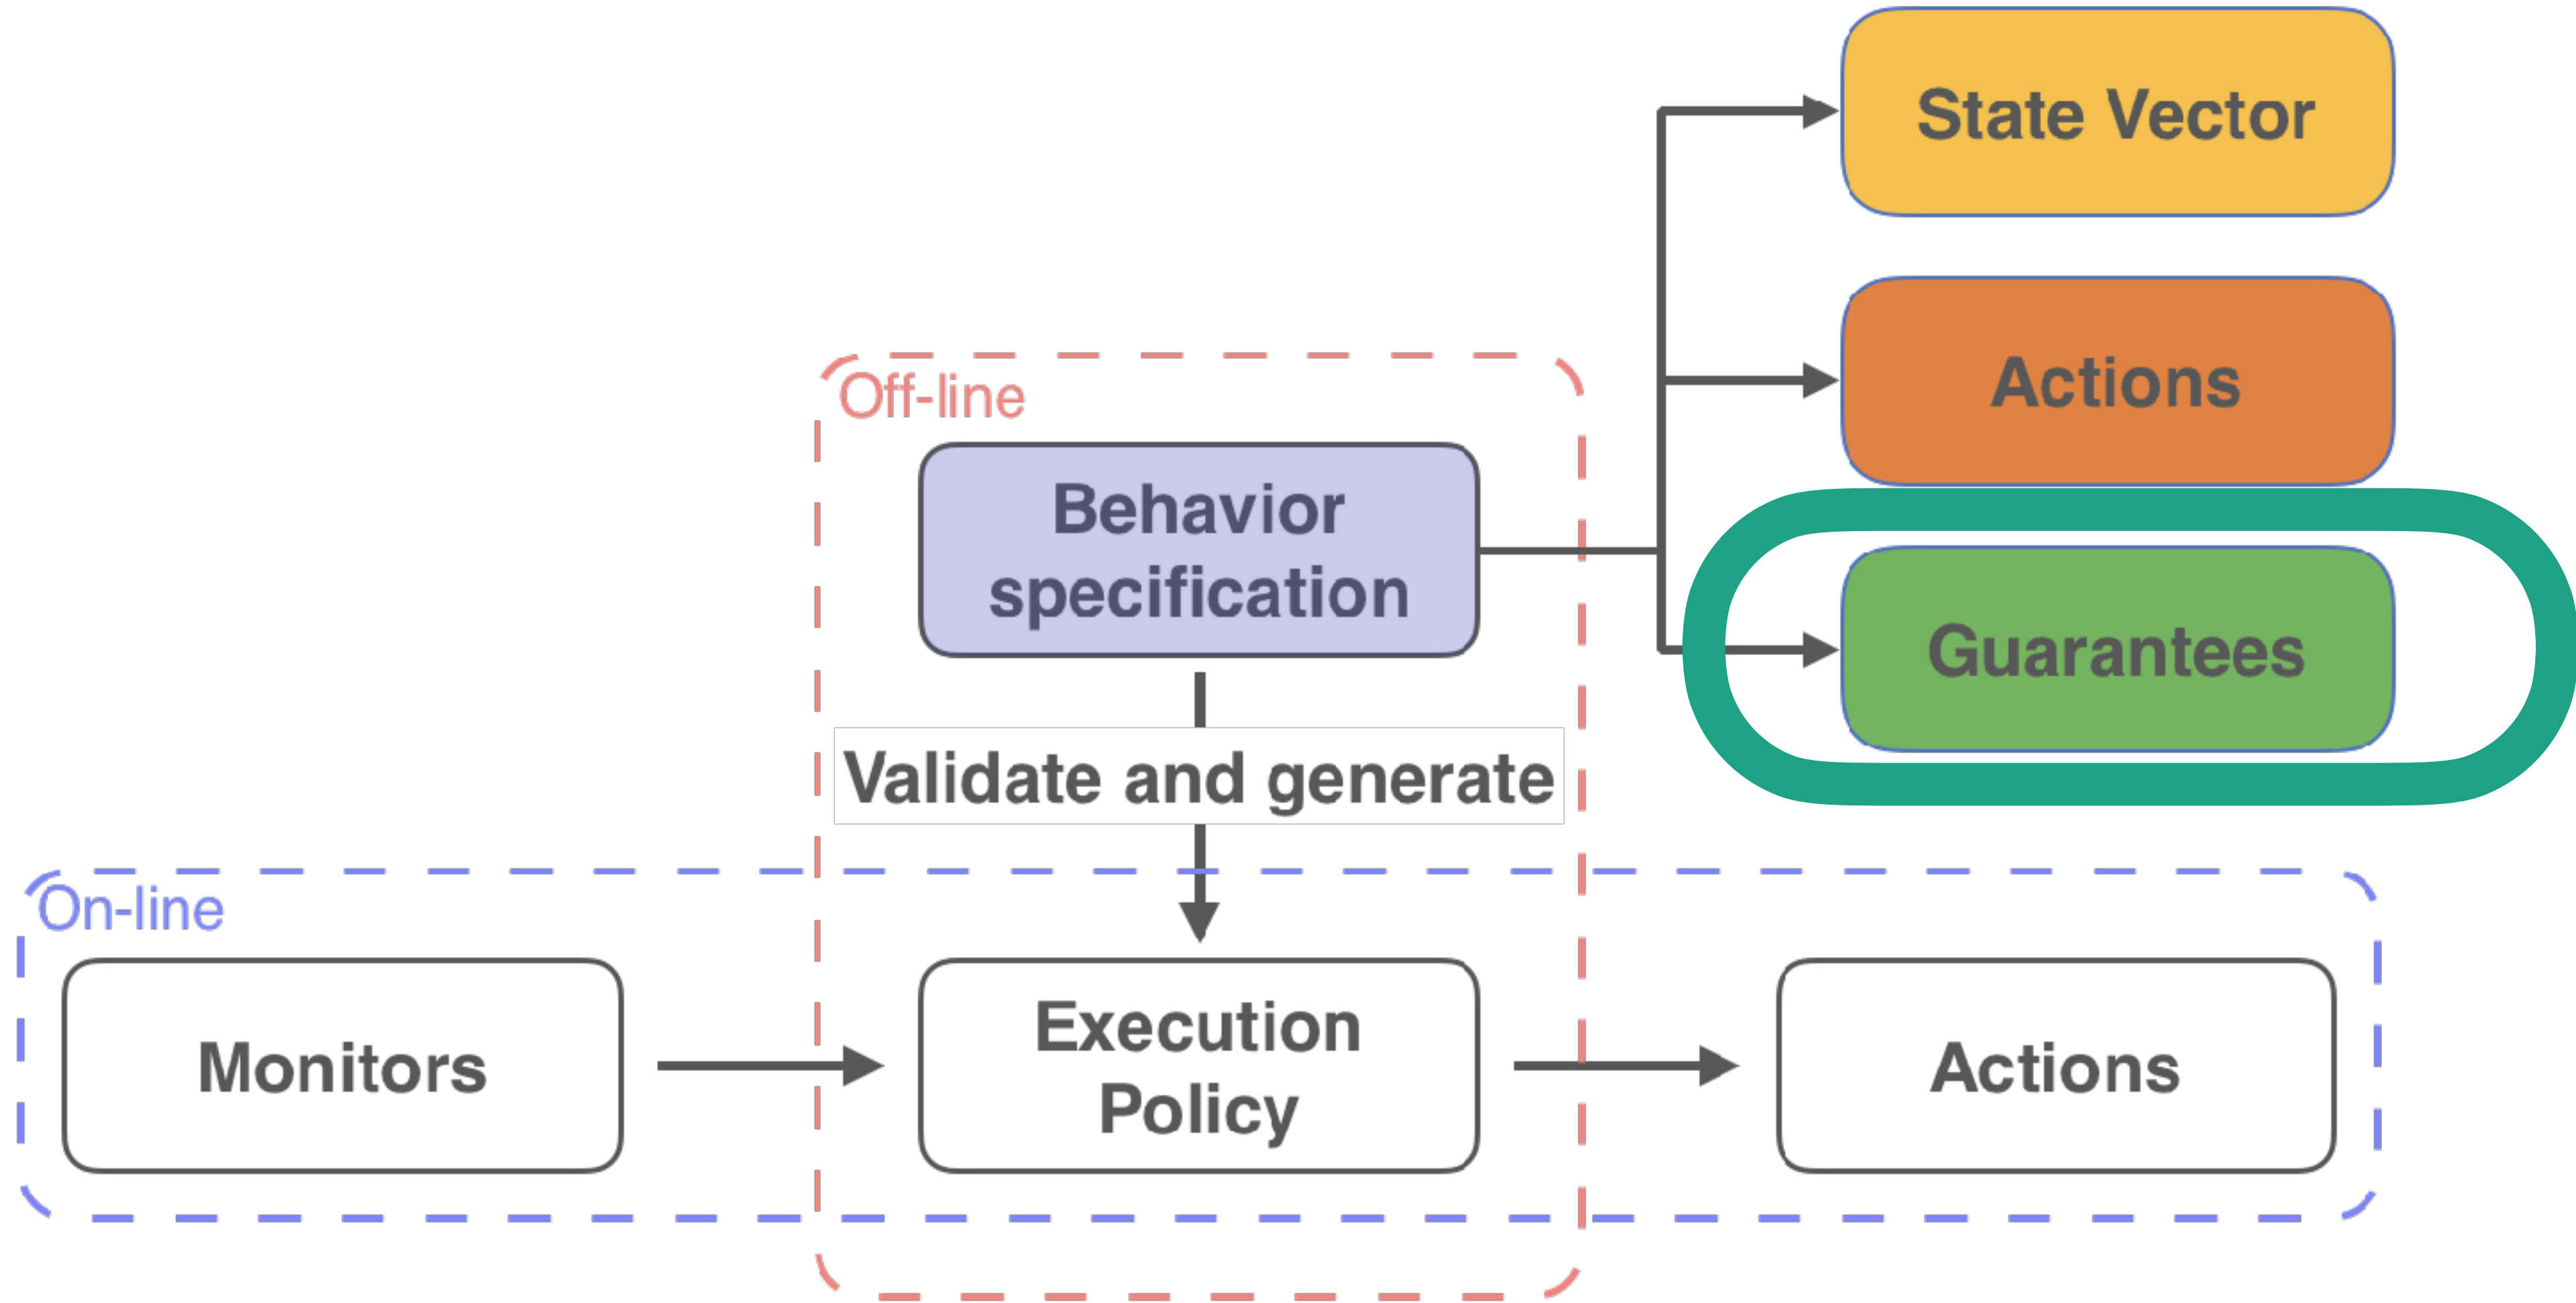 State Vector
Actions
Off-line
Behavior
specification
Guarantees
Validate and generate
On-line
Monitors
Execution
Policy
Actions